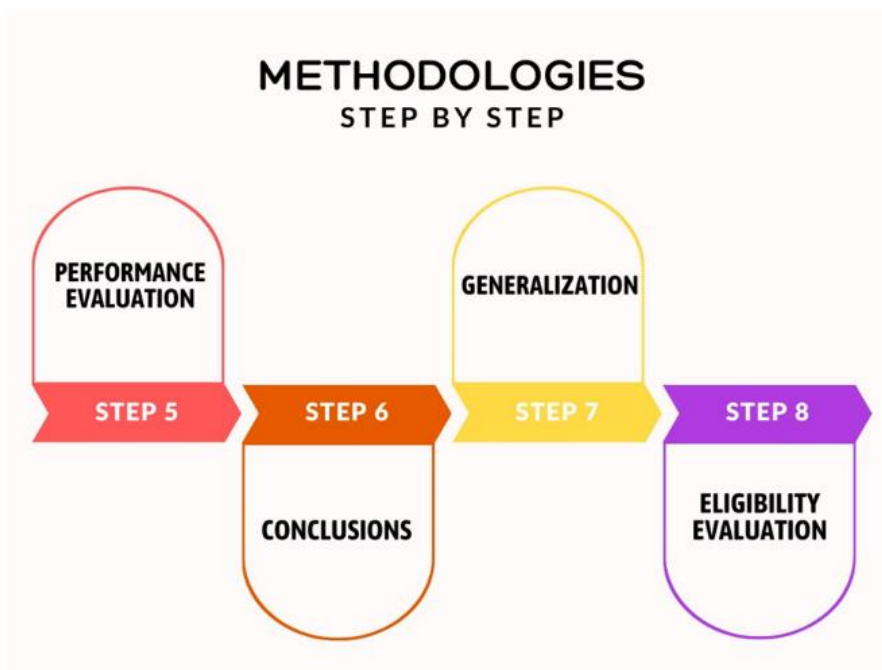 METHODOLOGIES
STEP BY STEP
PERFORMANCE
EVALUATION
GENERALIZATION
STEP 5
STEP 6
STEP 7
STEP 8
CONCLUSIONS
ELIGIBILITY
EVALUATION